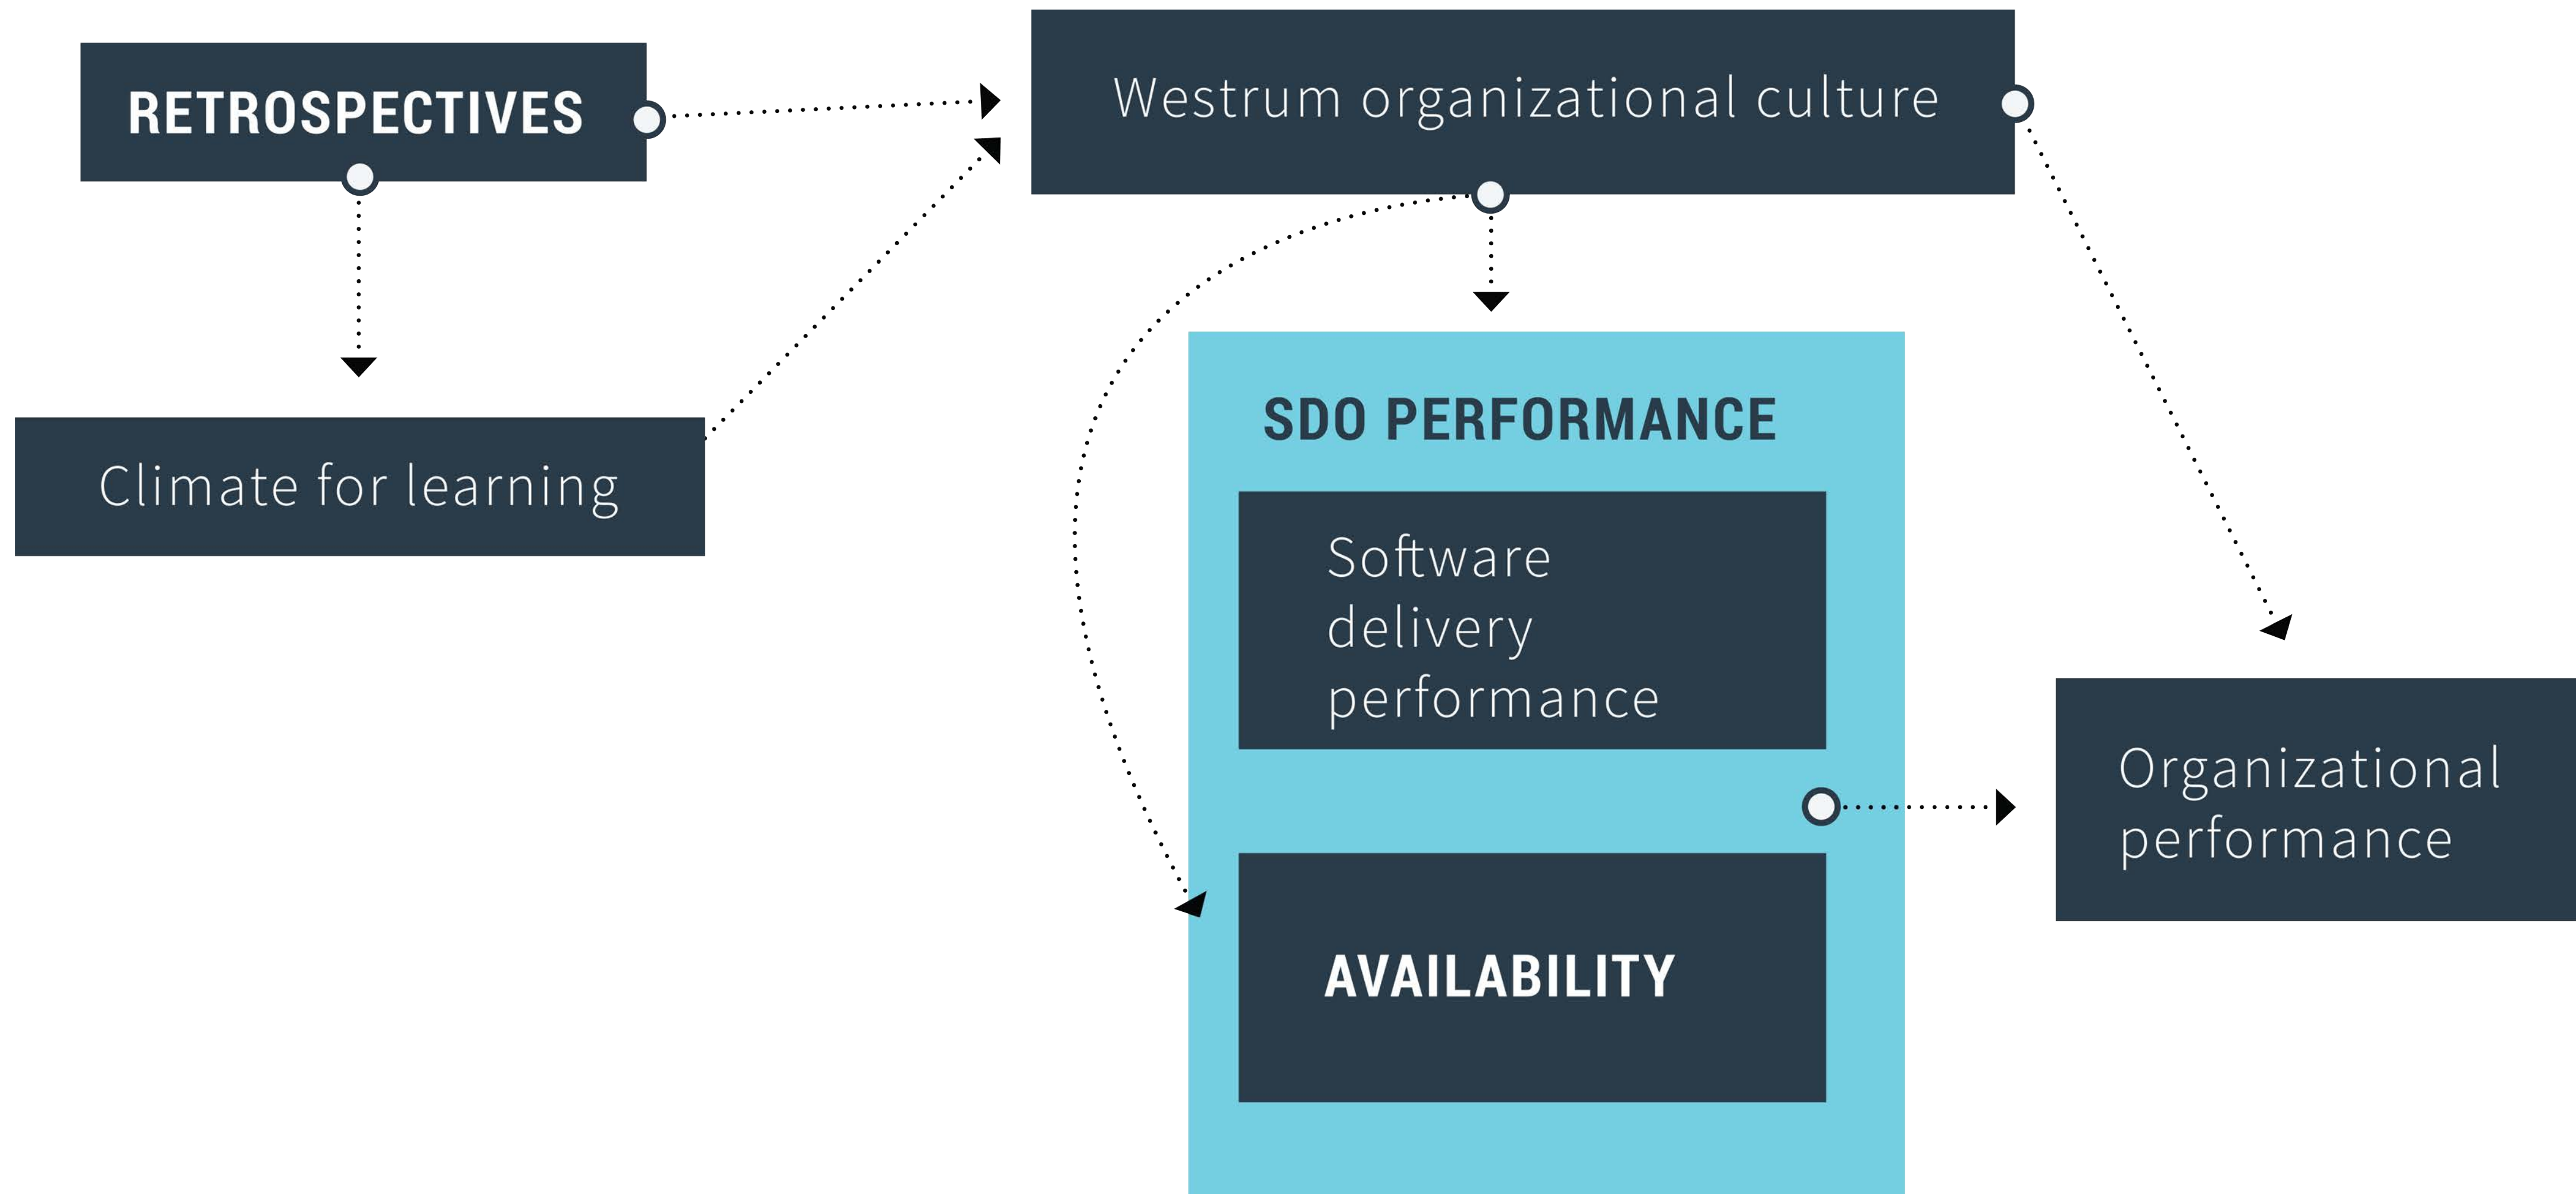 RETROSPECTIVES
Westrum organizational culture
Climate for learning
SDO PERFORMANCE
Software
delivery
performance
AVAILABILITY
Organizational
performance